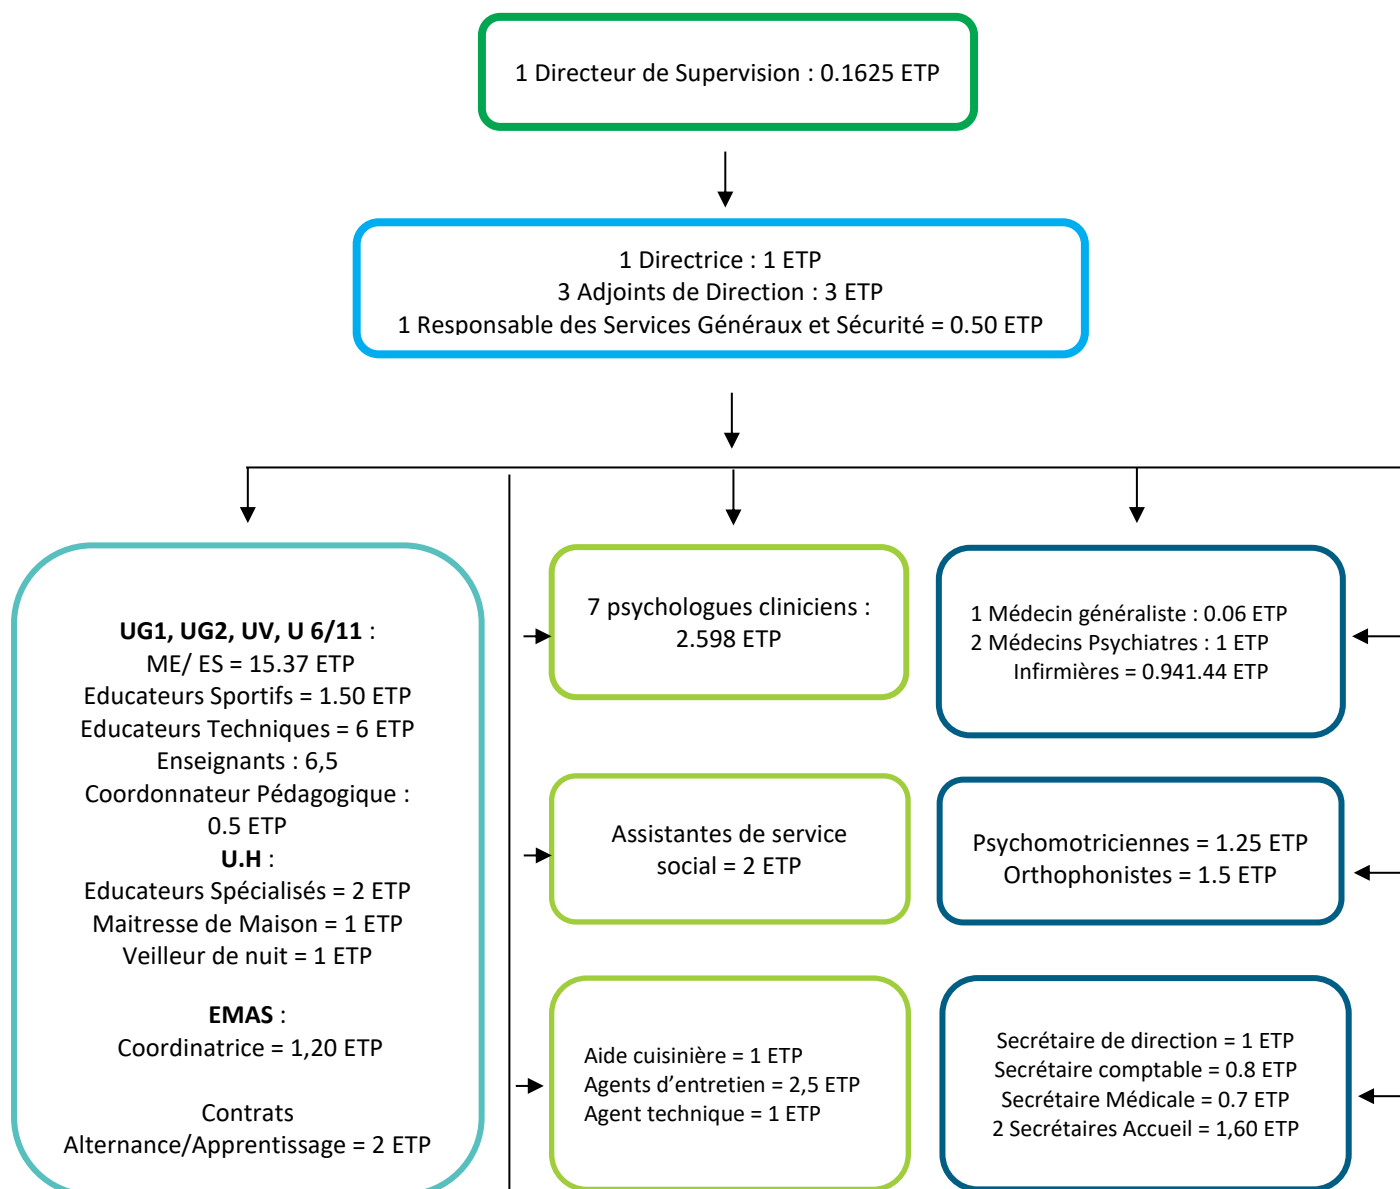 1 Directeur de Supervision : 0.1625 ETP
1 Directrice : 1 ETP
3 Adjoints de Direction : 3 ETP
1 Responsable des Services Généraux et Sécurité = 0.50 ETP
UG1, UG2, UV, U 6/11 :
ME/ ES = 15.37 ETP
Educateurs Sportifs = 1.50 ETP
Educateurs Techniques = 6 ETP
Enseignants : 6,5
Coordonnateur Pédagogique :
0.5 ETP
U.H :
Educateurs Spécialisés = 2 ETP
Maitresse de Maison = 1 ETP
Veilleur de nuit = 1 ETP
EMAS :
Coordinatrice = 1,20 ETP
Contrats
Alternance/Apprentissage = 2 ETP
7 psychologues cliniciens :
2.598 ETP
Assistantes de service
social = 2 ETP
Aide cuisinière = 1 ETP
Agents d’entretien = 2,5 ETP
Agent technique = 1 ETP
1 Médecin généraliste : 0.06 ETP
2 Médecins Psychiatres : 1 ETP
Infirmières = 0.941.44 ETP
Psychomotriciennes = 1.25 ETP
Orthophonistes = 1.5 ETP
Secrétaire de direction = 1 ETP
Secrétaire comptable = 0.8 ETP
Secrétaire Médicale = 0.7 ETP
2 Secrétaires Accueil = 1,60 ETP